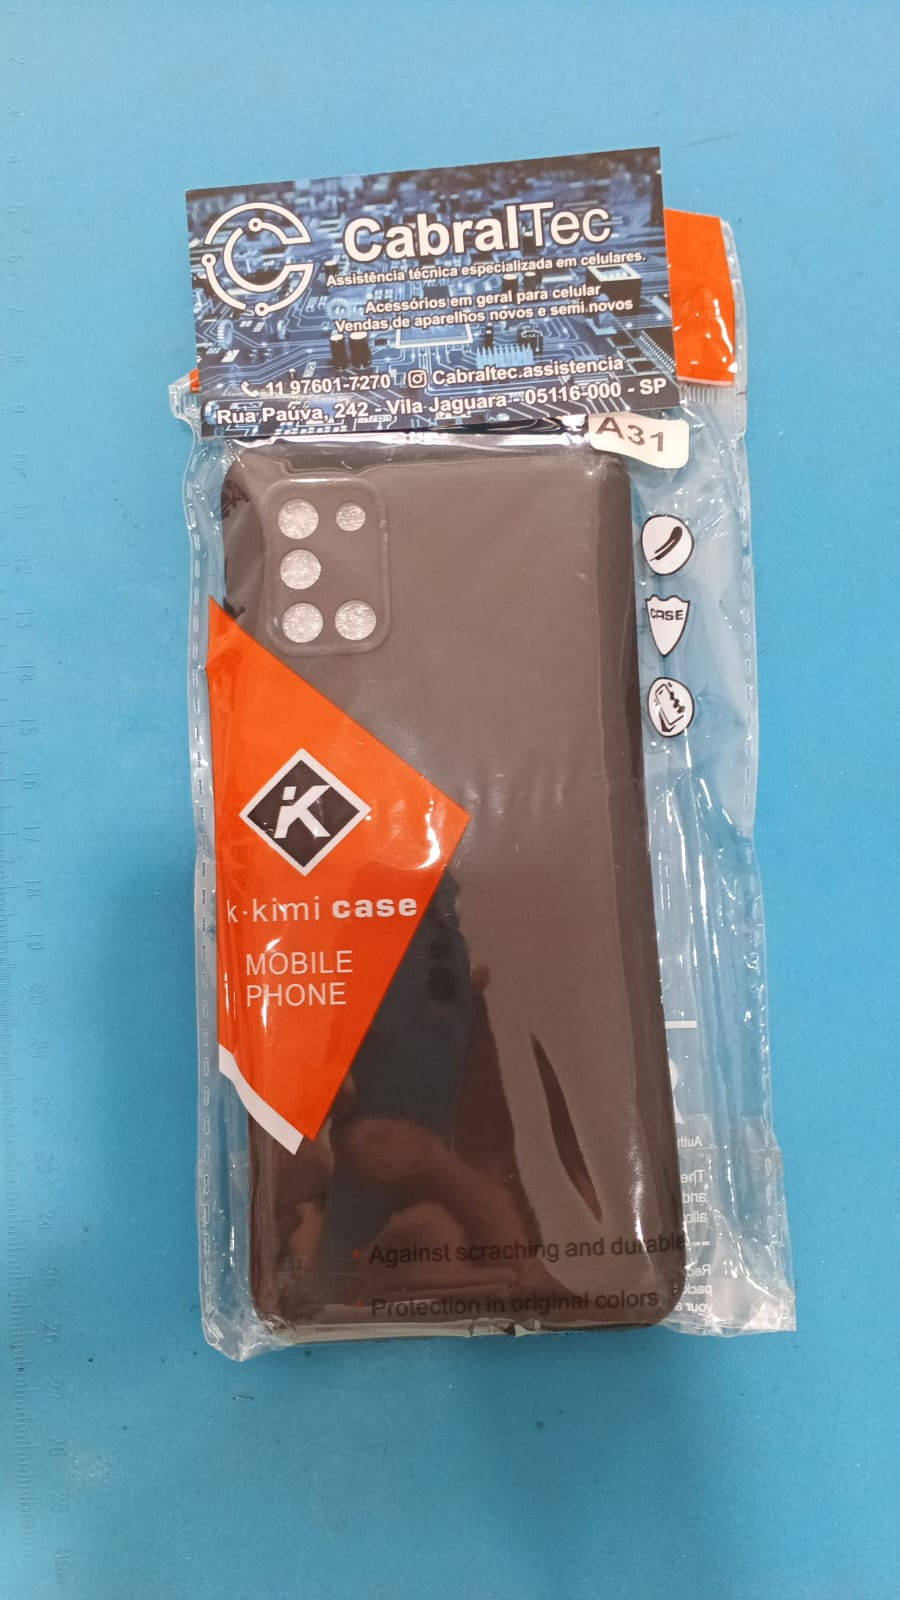 CabralTec
Assistência técnica especializada em celulares.
Acessórios em geral para celular
Vendas de aparelhos novos e semi novos
11 97601-7270 Cabraltec.assistencia
Rua Paúva, 242 - Vila Jaguara - 05116-000 - SP
A31
CASE
K
k·kimi case
MOBILE
PHONE
* Against scraching and durable
Protection in original colors